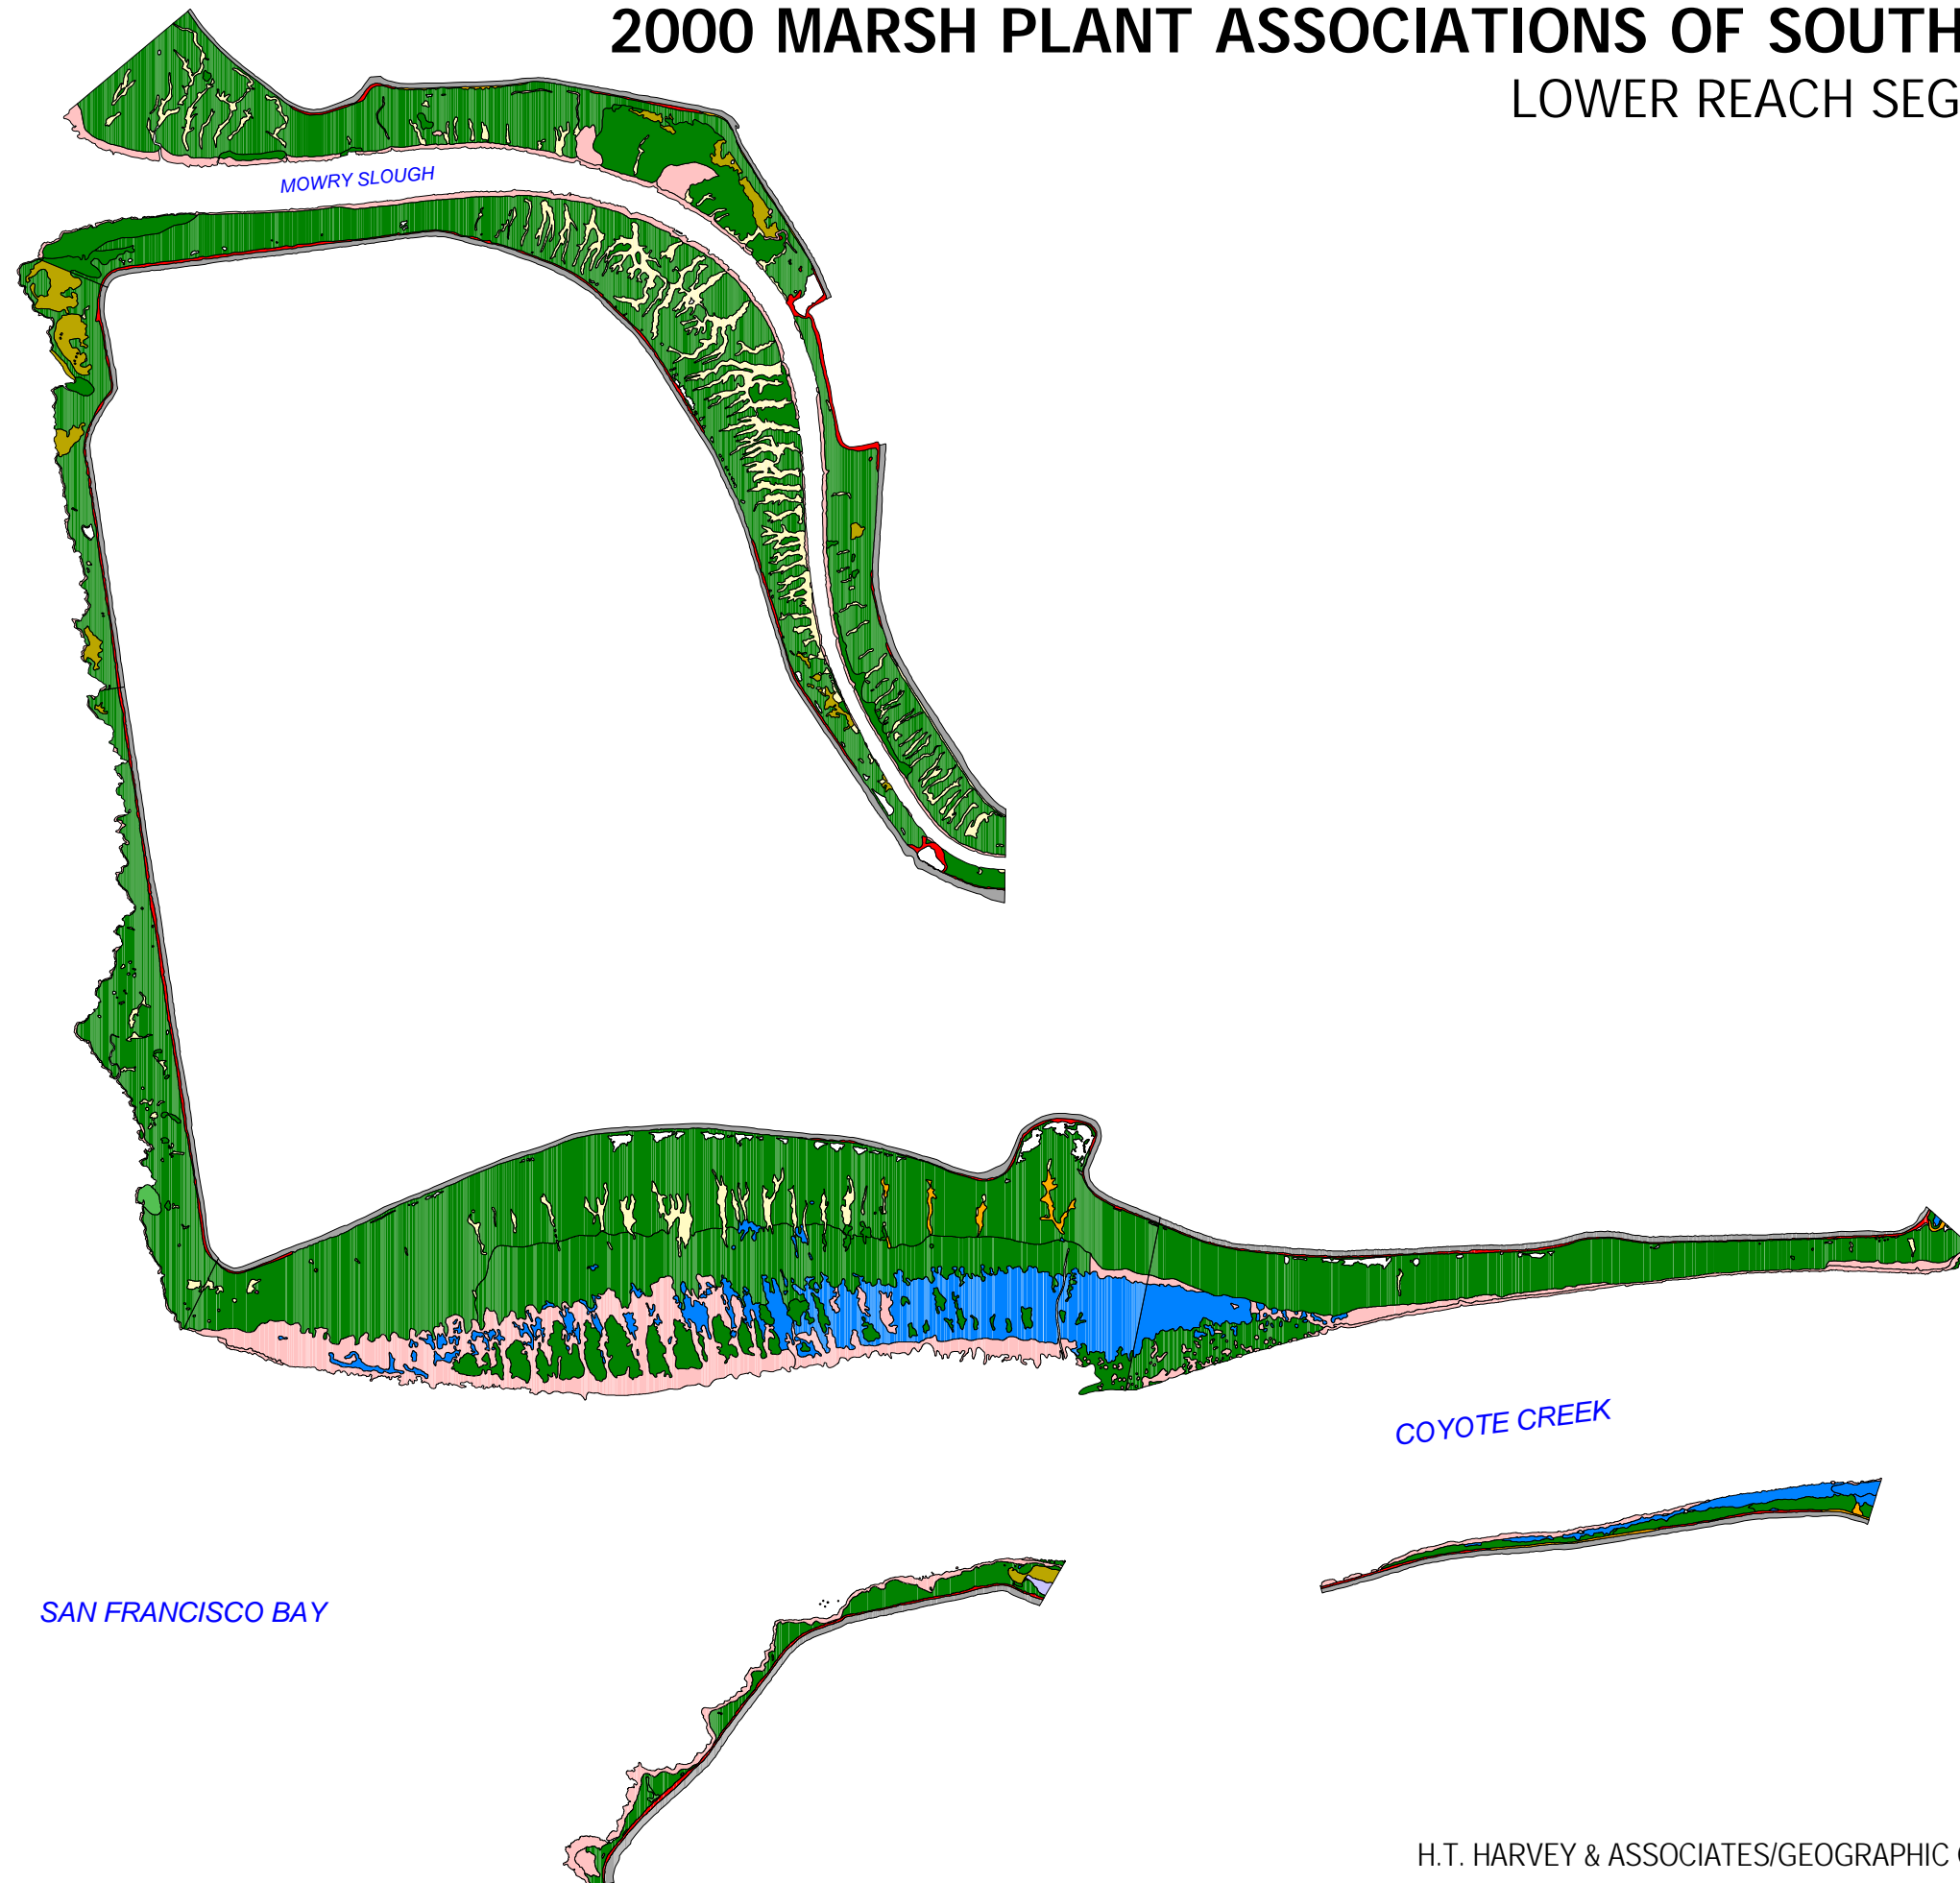 2000 MARSH PLANT ASSOCIATIONS OF SOUTH
LOWER REACH SEG
MOWRY SLOUGH
COYOTE CREEK
SAN FRANCISCO BAY
H.T. HARVEY & ASSOCIATES/GEOGRAPHIC